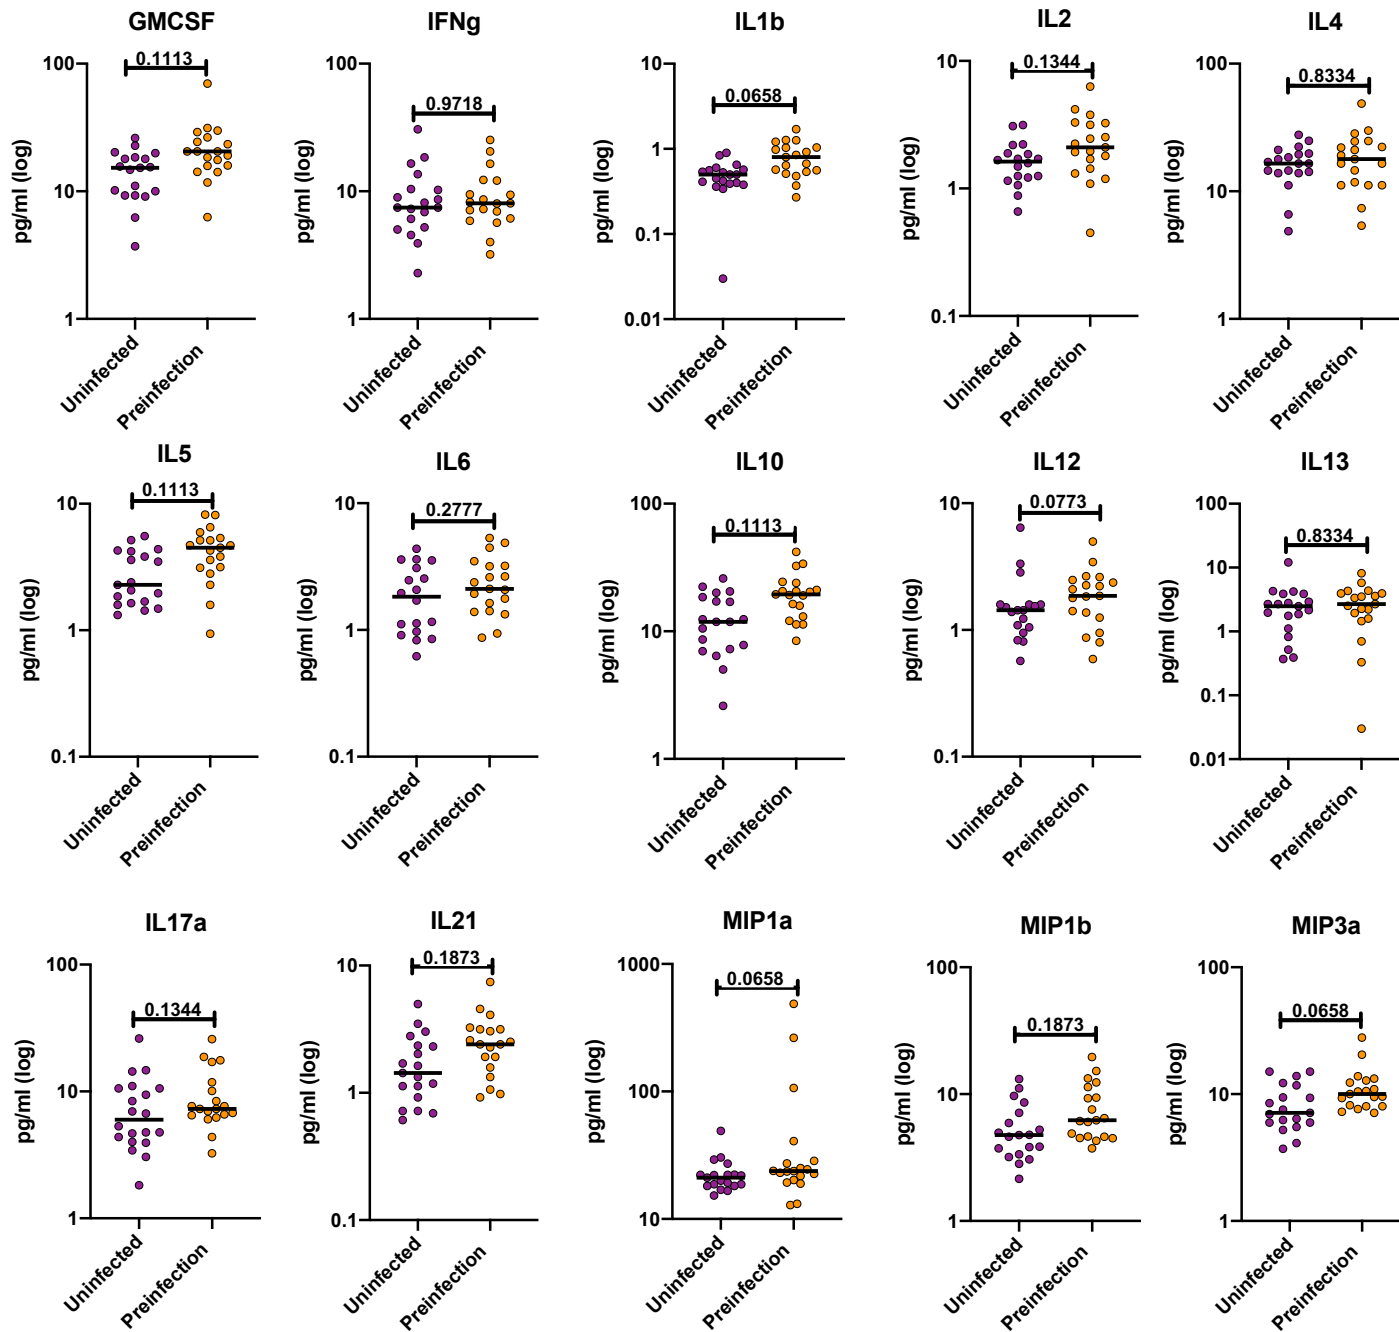 GMCSF
0.1113
100
10
1
pg/ml (log)
Uninfected
Preinfection
IFNg
0.9718
100
10
1
pg/ml (log)
Uninfected
Preinfection
IL1b
0.0658
10
1
0.1
0.01
pg/ml (log)
Uninfected
Preinfection
IL2
0.1344
10
1
0.1
pg/ml (log)
Uninfected
Preinfection
IL4
0.8334
100
10
1
pg/ml (log)
Uninfected
Preinfection
IL5
0.1113
10
1
0.1
pg/ml (log)
Uninfected
Preinfection
IL6
0.2777
10
1
0.1
pg/ml (log)
Uninfected
Preinfection
IL10
0.1113
100
10
1
pg/ml (log)
Uninfected
Preinfection
IL12
0.0773
10
1
0.1
pg/ml (log)
Uninfected
Preinfection
IL13
0.8334
100
10
1
0.1
0.01
pg/ml (log)
Uninfected
Preinfection
IL17a
0.1344
100
10
1
pg/ml (log)
Uninfected
Preinfection
IL21
0.1873
10
1
0.1
pg/ml (log)
Uninfected
Preinfection
MIP1a
0.0658
1000
100
10
pg/ml (log)
Uninfected
Preinfection
MIP1b
0.1873
100
10
1
pg/ml (log)
Uninfected
Preinfection
MIP3a
0.0658
100
10
1
pg/ml (log)
Uninfected
Preinfection